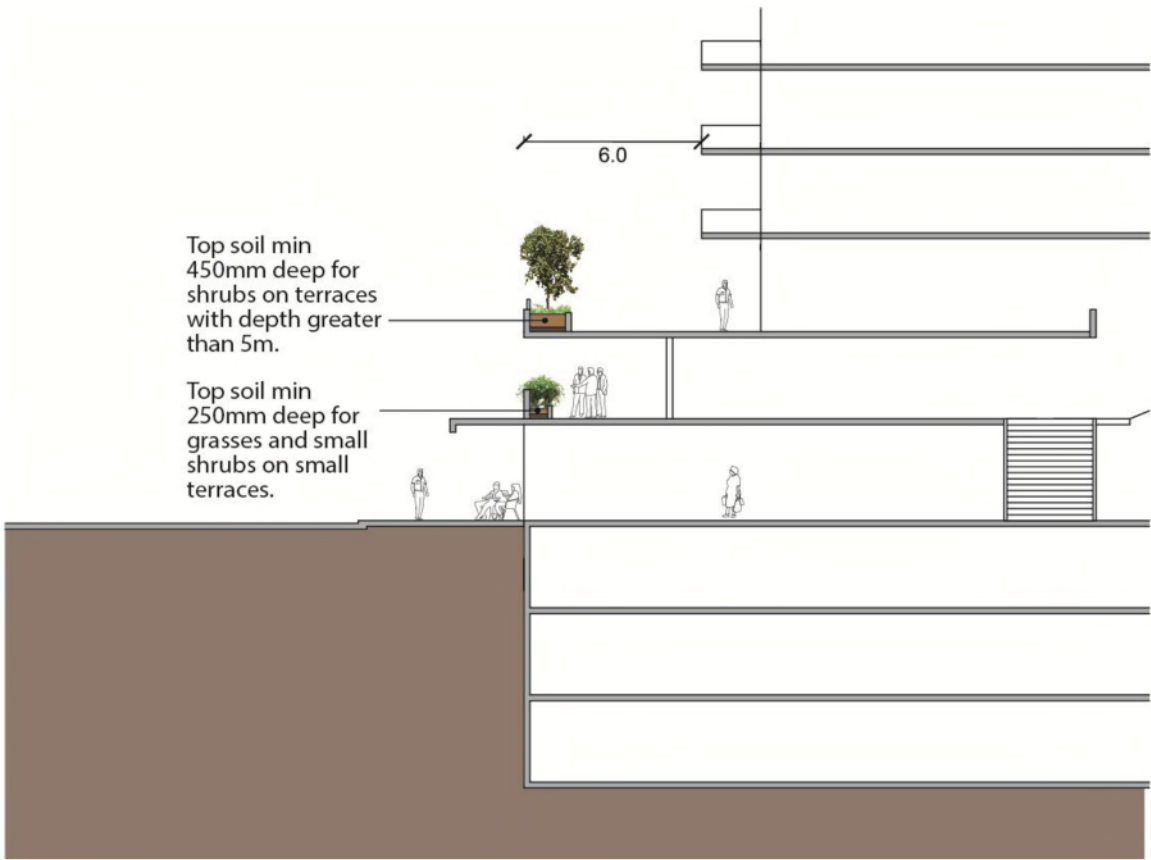 6.0
Top soil min
450mm deep for
shrubs on terraces
with depth greater
than 5m.
Top soil min
250mm deep for
grasses and small
shrubs on small
terraces.